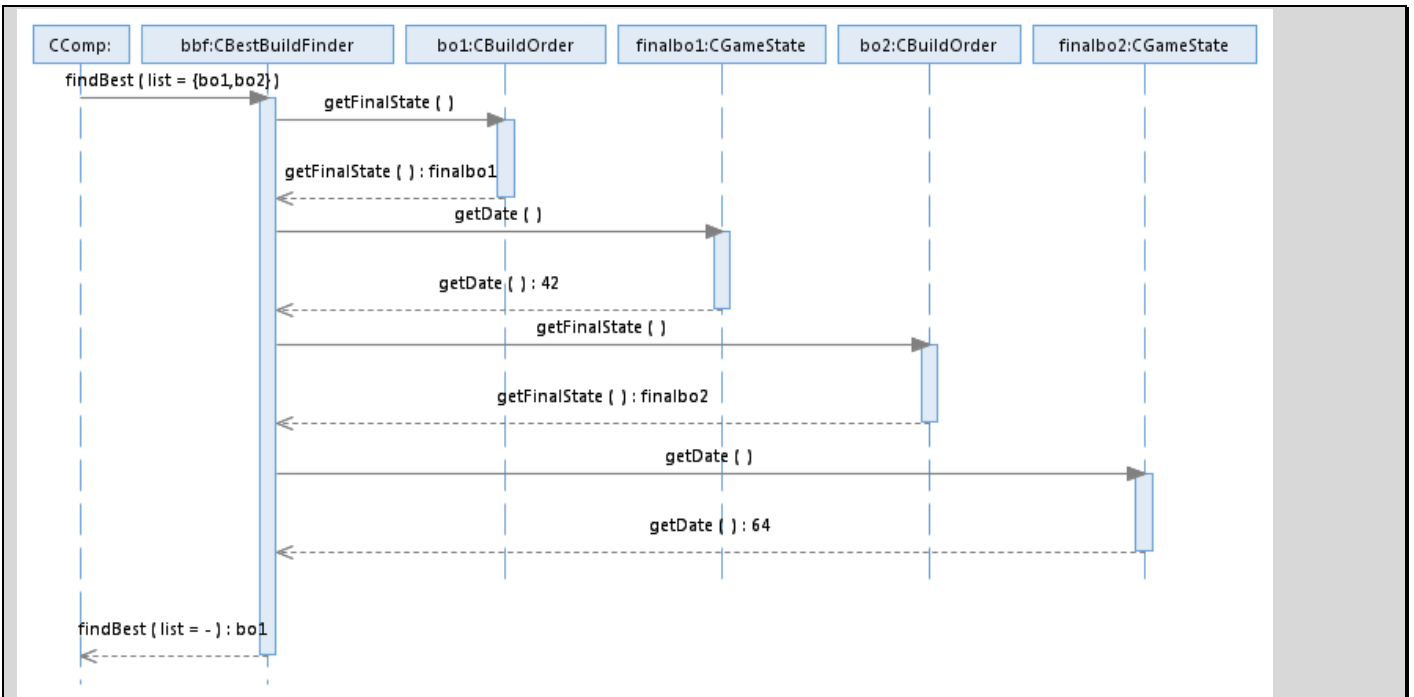 CComp:
bbf:CBestBuildFinder
bo1:CBuildOrder
finalbo1:CGameState
bo2:CBuildOrder
finalbo2:CGameState
findBest ( list = {bo1,bo2} )
getFinalState ( )
getFinalState ( ) : finalbo1
getDate ( )
getDate ( ) : 42
getFinalState ( )
getFinalState ( ) : finalbo2
getDate ( )
getDate ( ) : 64
findBest ( list = - ) : bo1